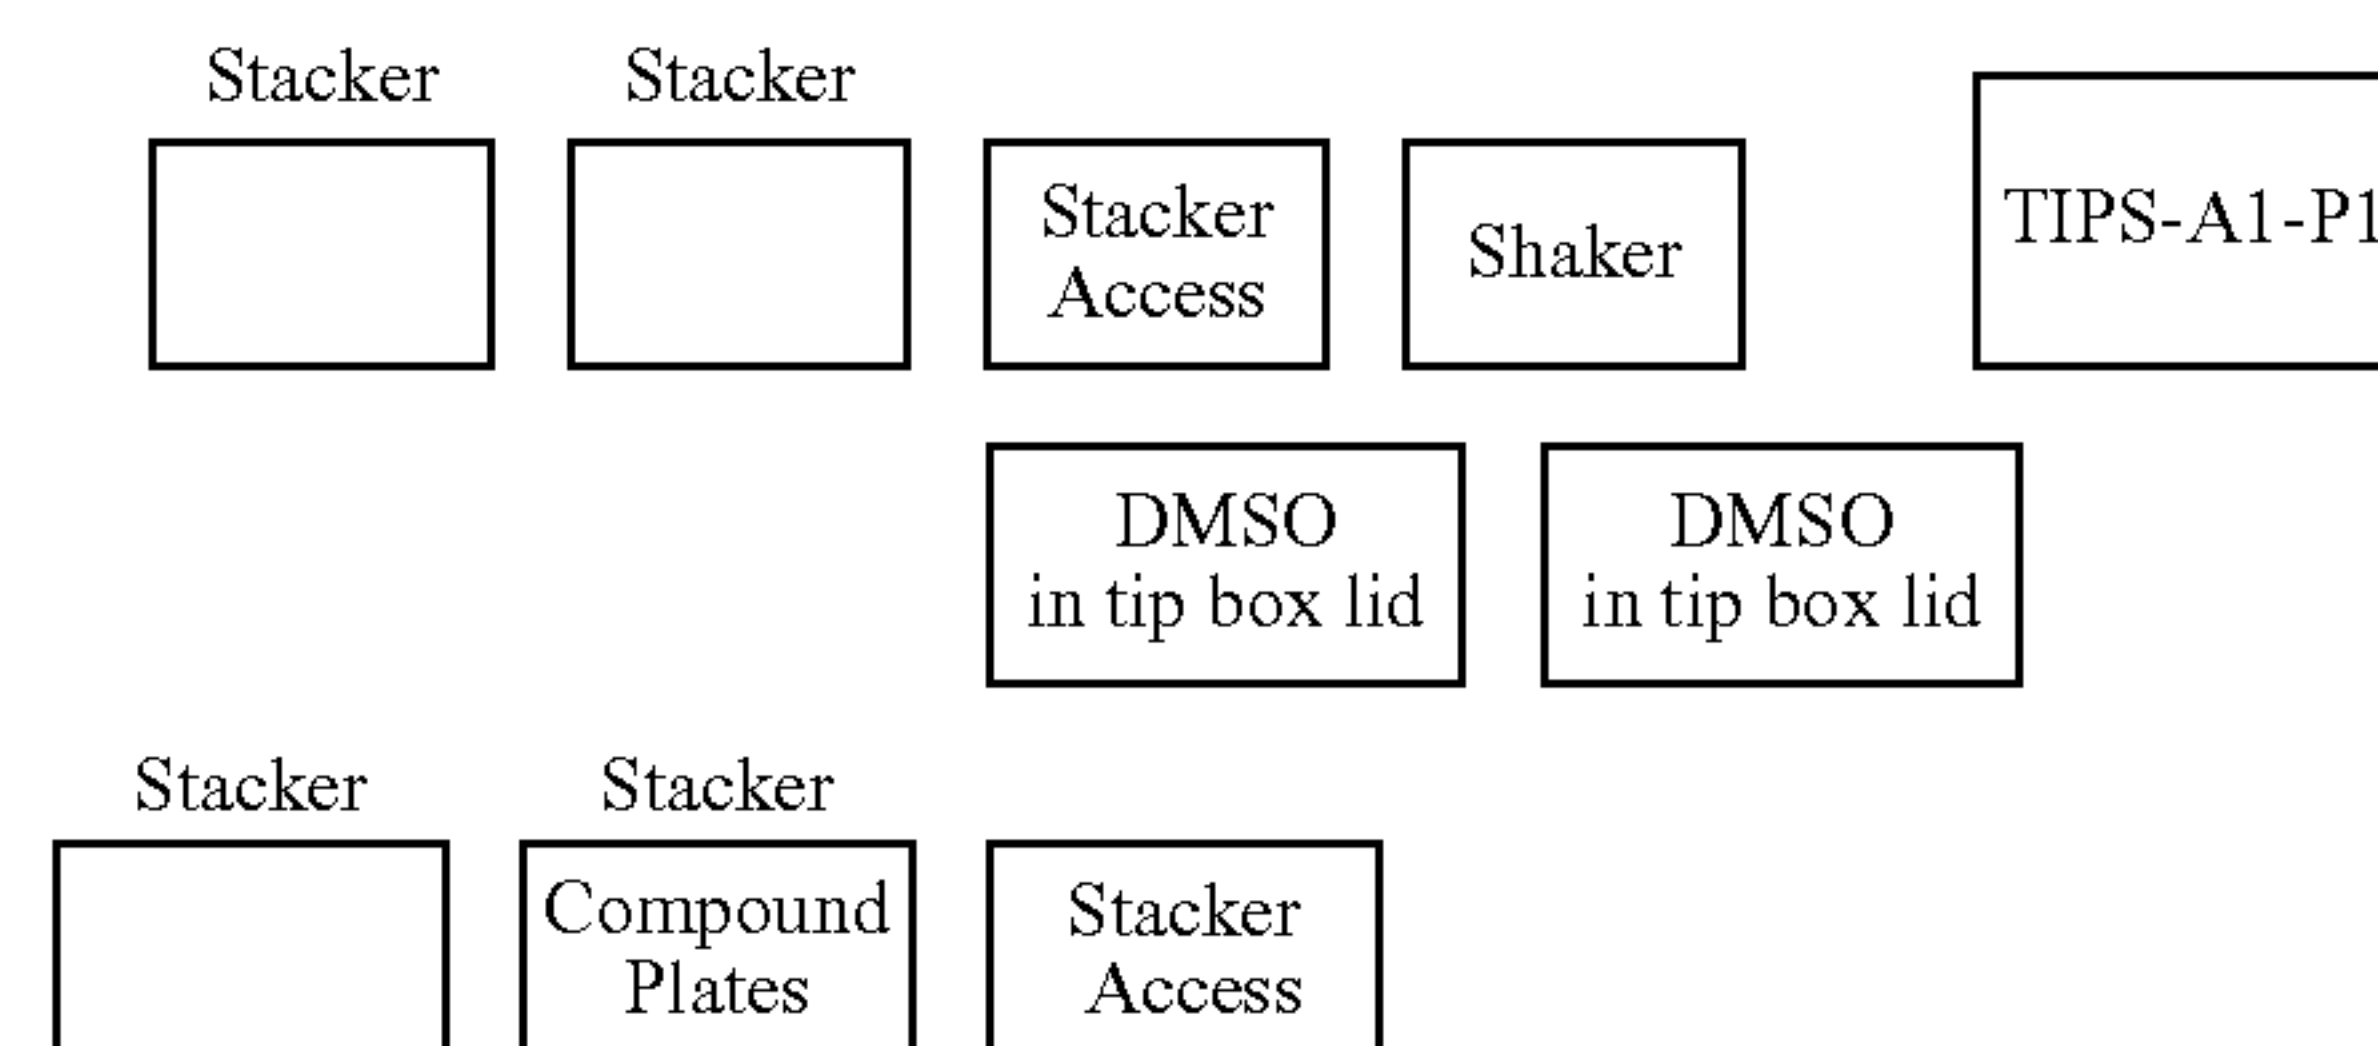 Stacker
Stacker
Stacker
Access
Shaker
TIPS-A1-P1
DMSO
in tip box lid
DMSO
in tip box lid
Stacker
Stacker
Compound
Plates
Stacker
Access